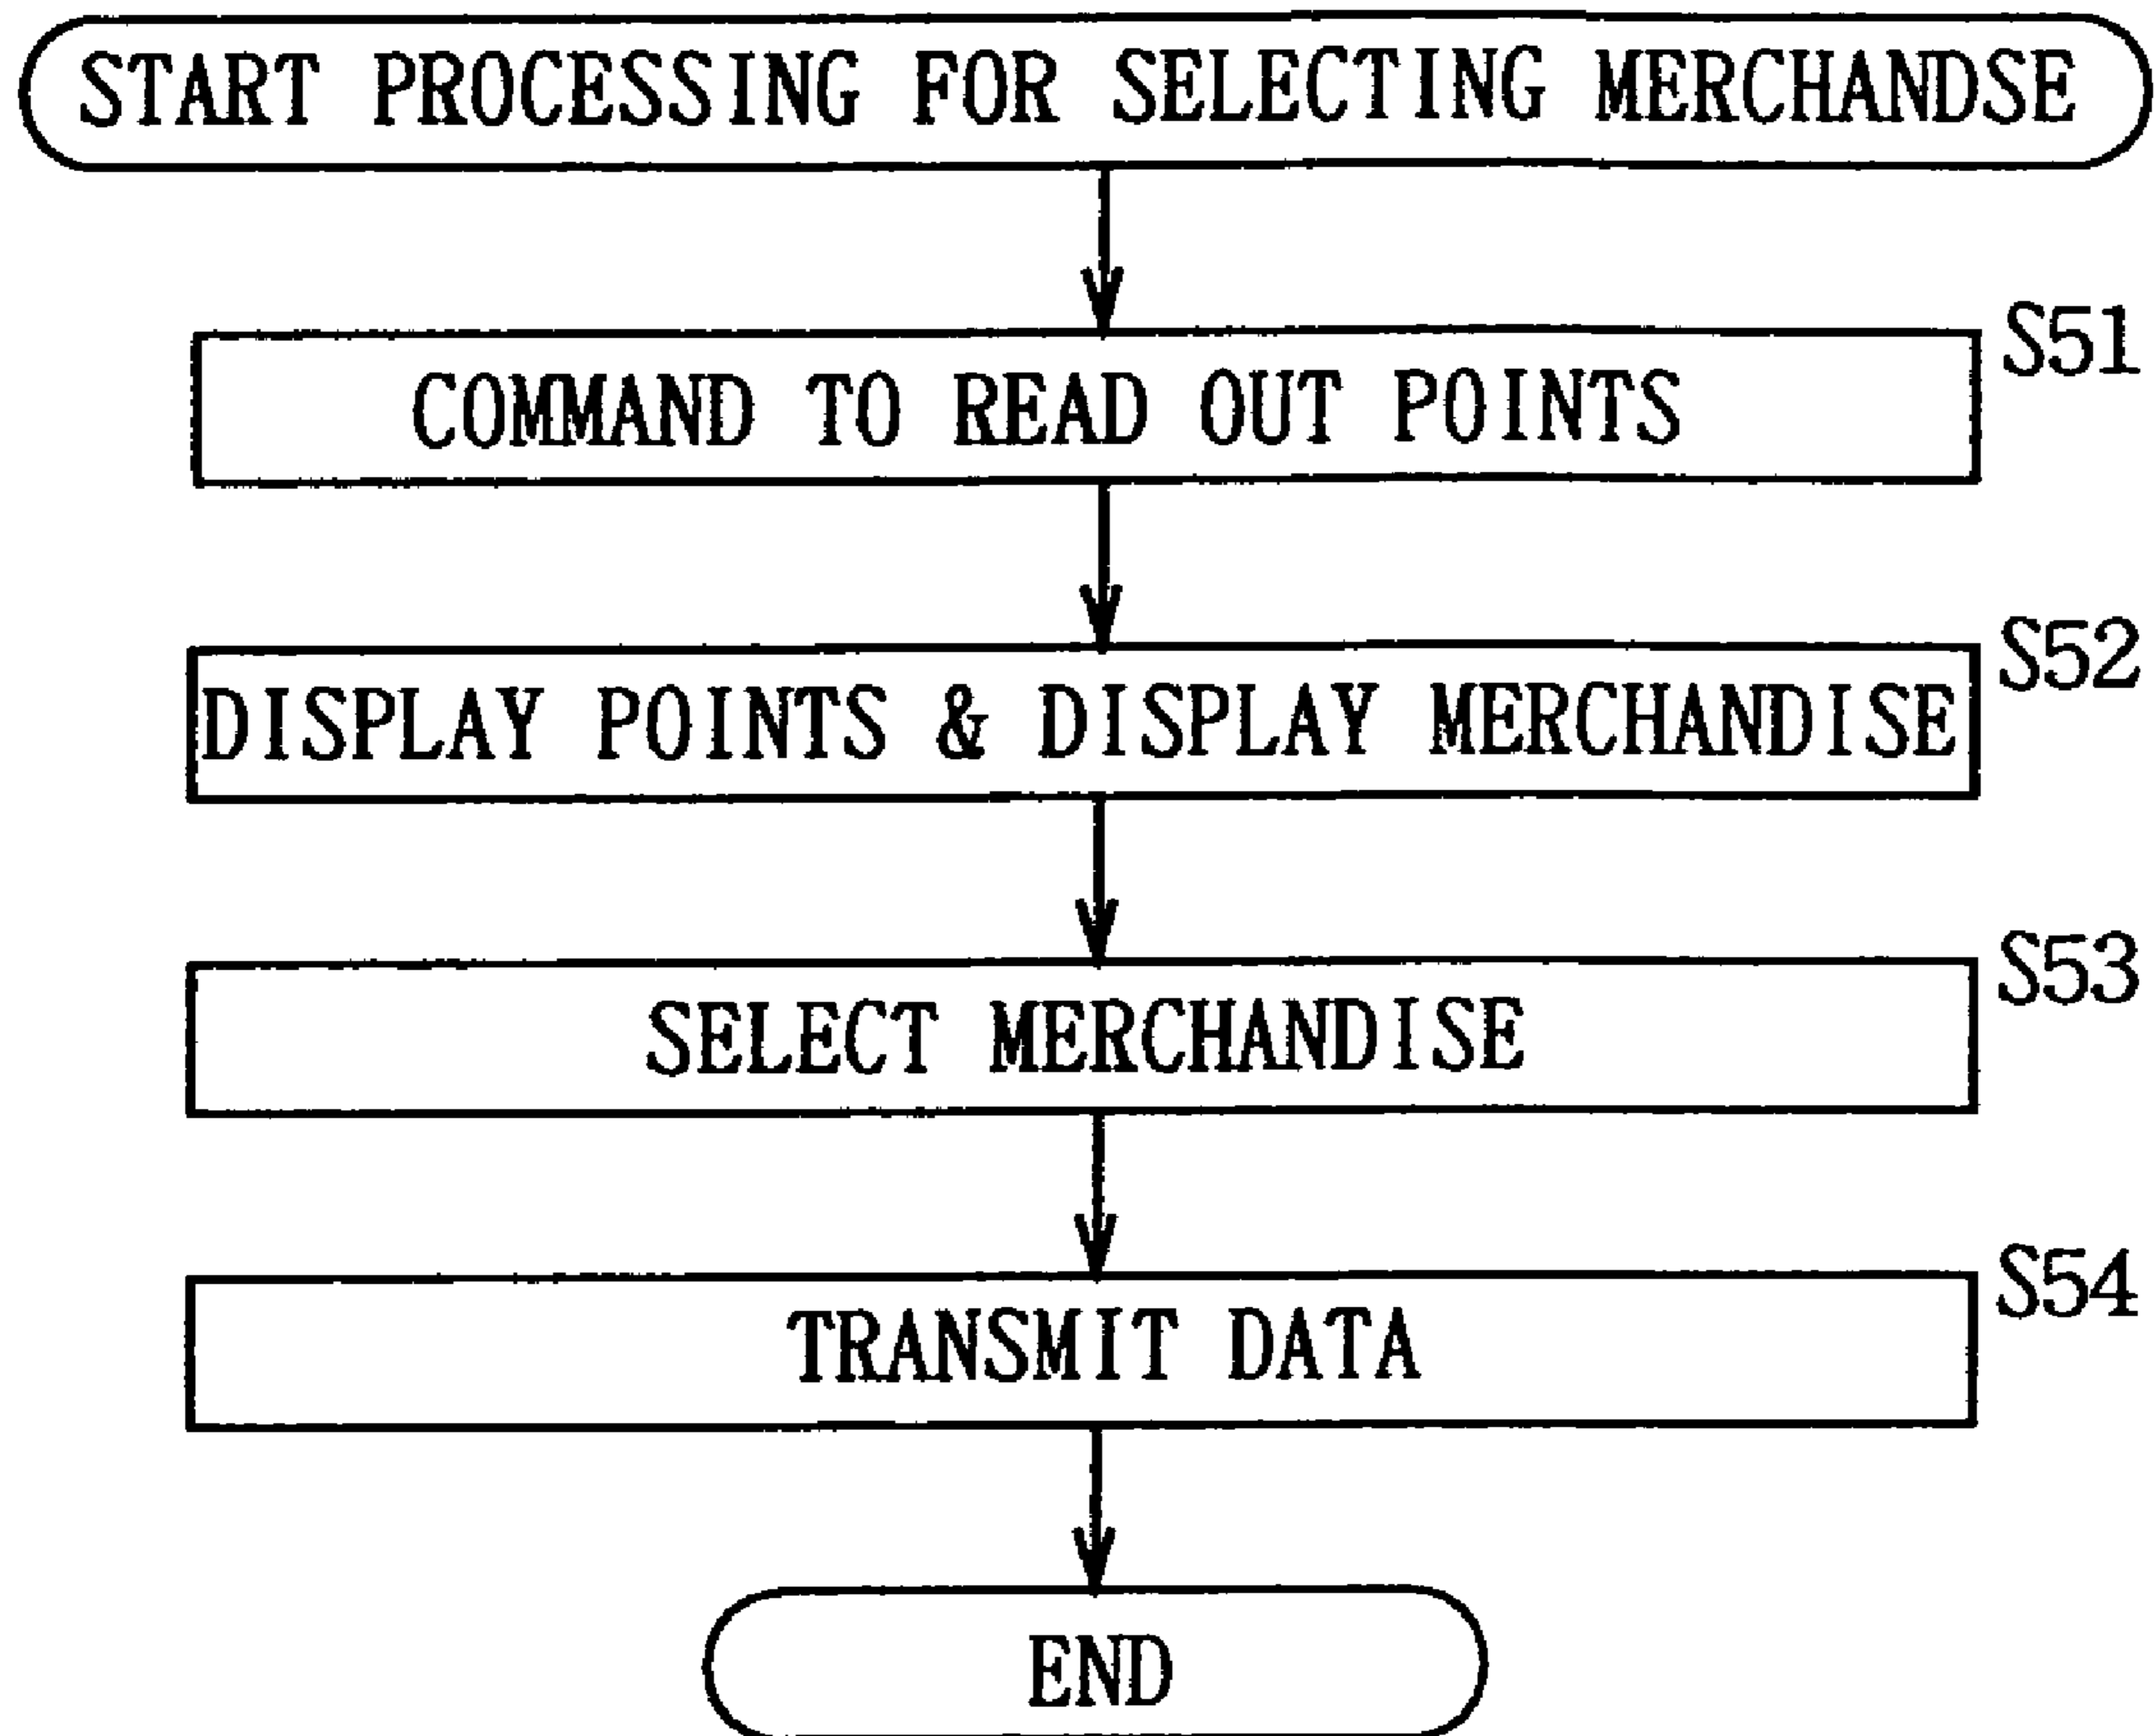 START PROCESSING FOR SELECTING MERCHANDSE
S51
COMMAND TO READ OUT POINTS
S52
DISPLAY POINTS & DISPLAY MERCHANDISE
S53
SELECT MERCHANDISE
S54
TRANSMIT DATA
END